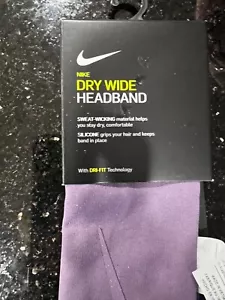 NIKE
DRY WIDE
HEADBAND
SWEAT-WICKING material helps
you stay dry, comfortable
SILICONE grips your hair and keeps
band in place
With DRI-FIT Technology